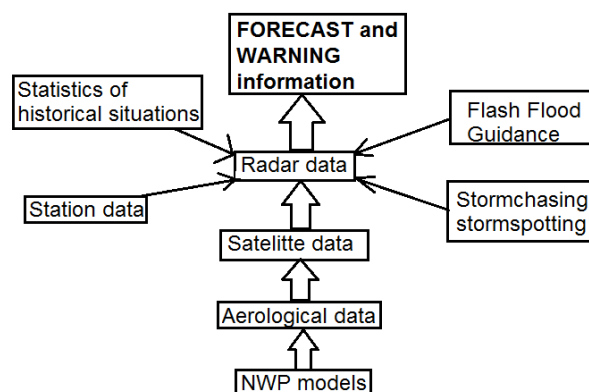 FORECAST and
WARNING
information
Statistics of
historical situations
Flash Flood
Guidance
Radar data
Station data
Stormchasing
stormspotting
Satelitte data
Aerological data
NWP models